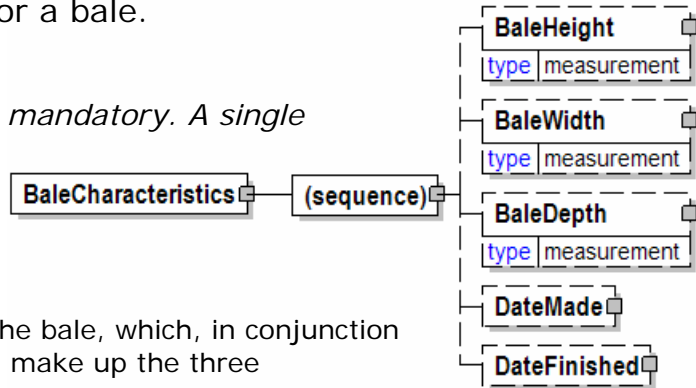 or a bale.
mandatory. A single
he bale, which, in conjunction
make up the three
BaleCharacteristics
(sequence)
BaleHeight
type measurement
BaleWidth
type measurement
BaleDepth
type measurement
DateMade
DateFinished